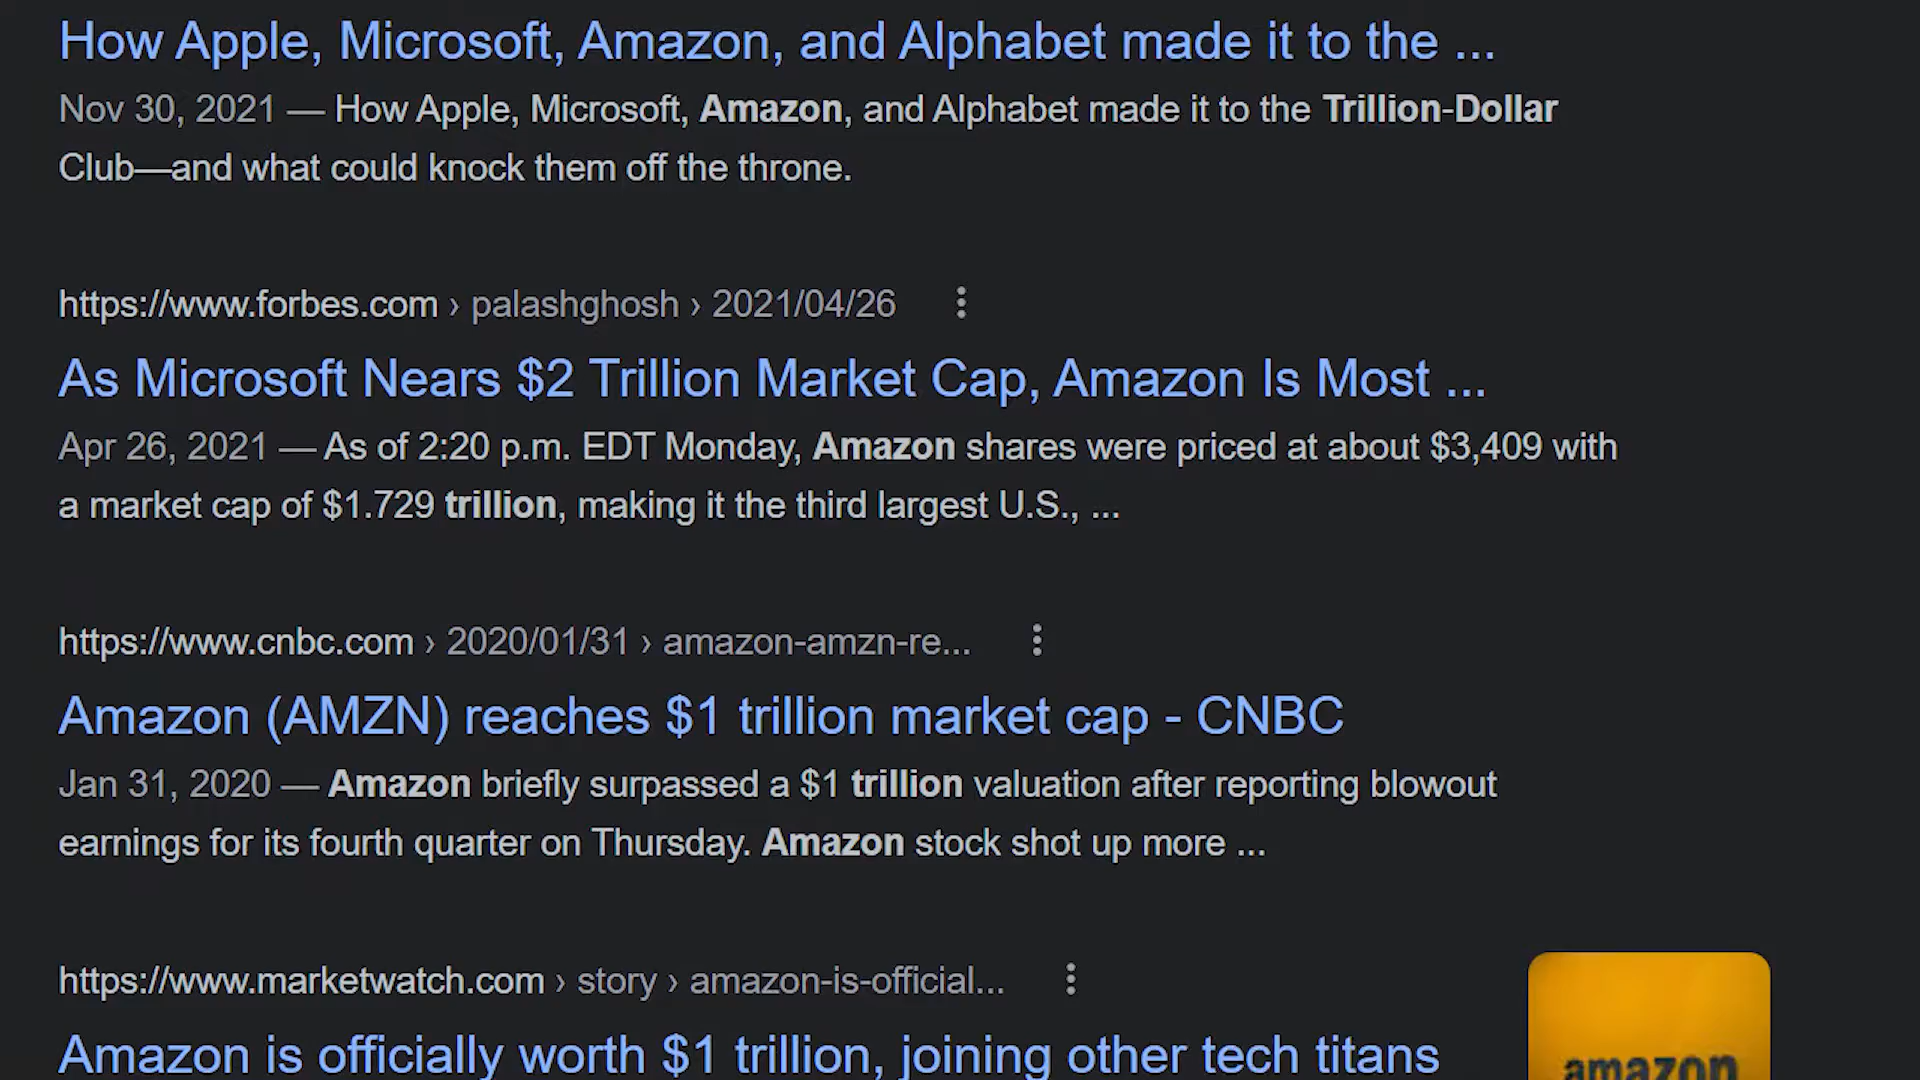 How Apple, Microsoft, Amazon, and Alphabet made it to the ...
Nov 30, 2021 — How Apple, Microsoft, Amazon, and Alphabet made it to the Trillion-Dollar
Club—and what could knock them off the throne.
https://www.forbes.com › palashghosh › 2021/04/26
As Microsoft Nears $2 Trillion Market Cap, Amazon Is Most ...
Apr 26, 2021 — As of 2:20 p.m. EDT Monday, Amazon shares were priced at about $3,409 with
a market cap of $1.729 trillion, making it the third largest U.S., ...
https://www.cnbc.com › 2020/01/31 › amazon-amzn-re...
Amazon (AMZN) reaches $1 trillion market cap - CNBC
Jan 31, 2020 — Amazon briefly surpassed a $1 trillion valuation after reporting blowout
earnings for its fourth quarter on Thursday. Amazon stock shot up more ...
https://www.marketwatch.com › story › amazon-is-official...
Amazon is officially worth $1 trillion, joining other tech titans
amazon